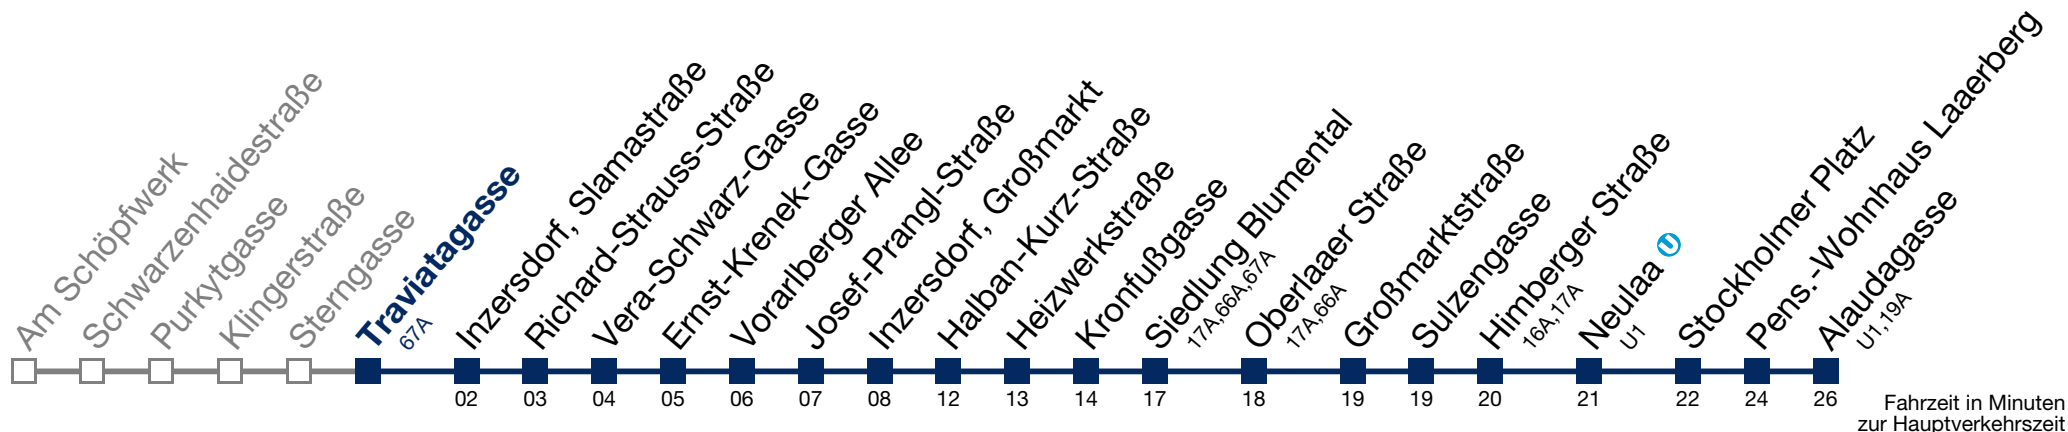 Am Schöpfwerk
Schwarzenhaidestraße
Purkytgasse
Klingerstraße
Sterngasse
Traviatagasse
67A
Inzersdorf, Slamastraße
Richard-Strauss-Straße
Vera-Schwarz-Gasse
Ernst-Krenek-Gasse
Vorarlberger Allee
Josef-Prangl-Straße
Inzersdorf, Großmarkt
Halban-Kurz-Straße
Heizwerkstraße
Kronfußgasse
Siedlung Blumental
17A,66A,67A
Oberlaaer Straße
17A,66A
Großmarktstraße
Sulzengasse
Himberger Straße
16A,17A
Neulaa U
U1
Stockholmer Platz
Pens.-Wohnhaus Laaerberg
Alaudagasse
U1,19A
02 03 04 05 06 07 08 12 13 14 17 18 19 19 20 21 22 24 26
Fahrzeit in Minuten
zur Hauptverkehrszeit